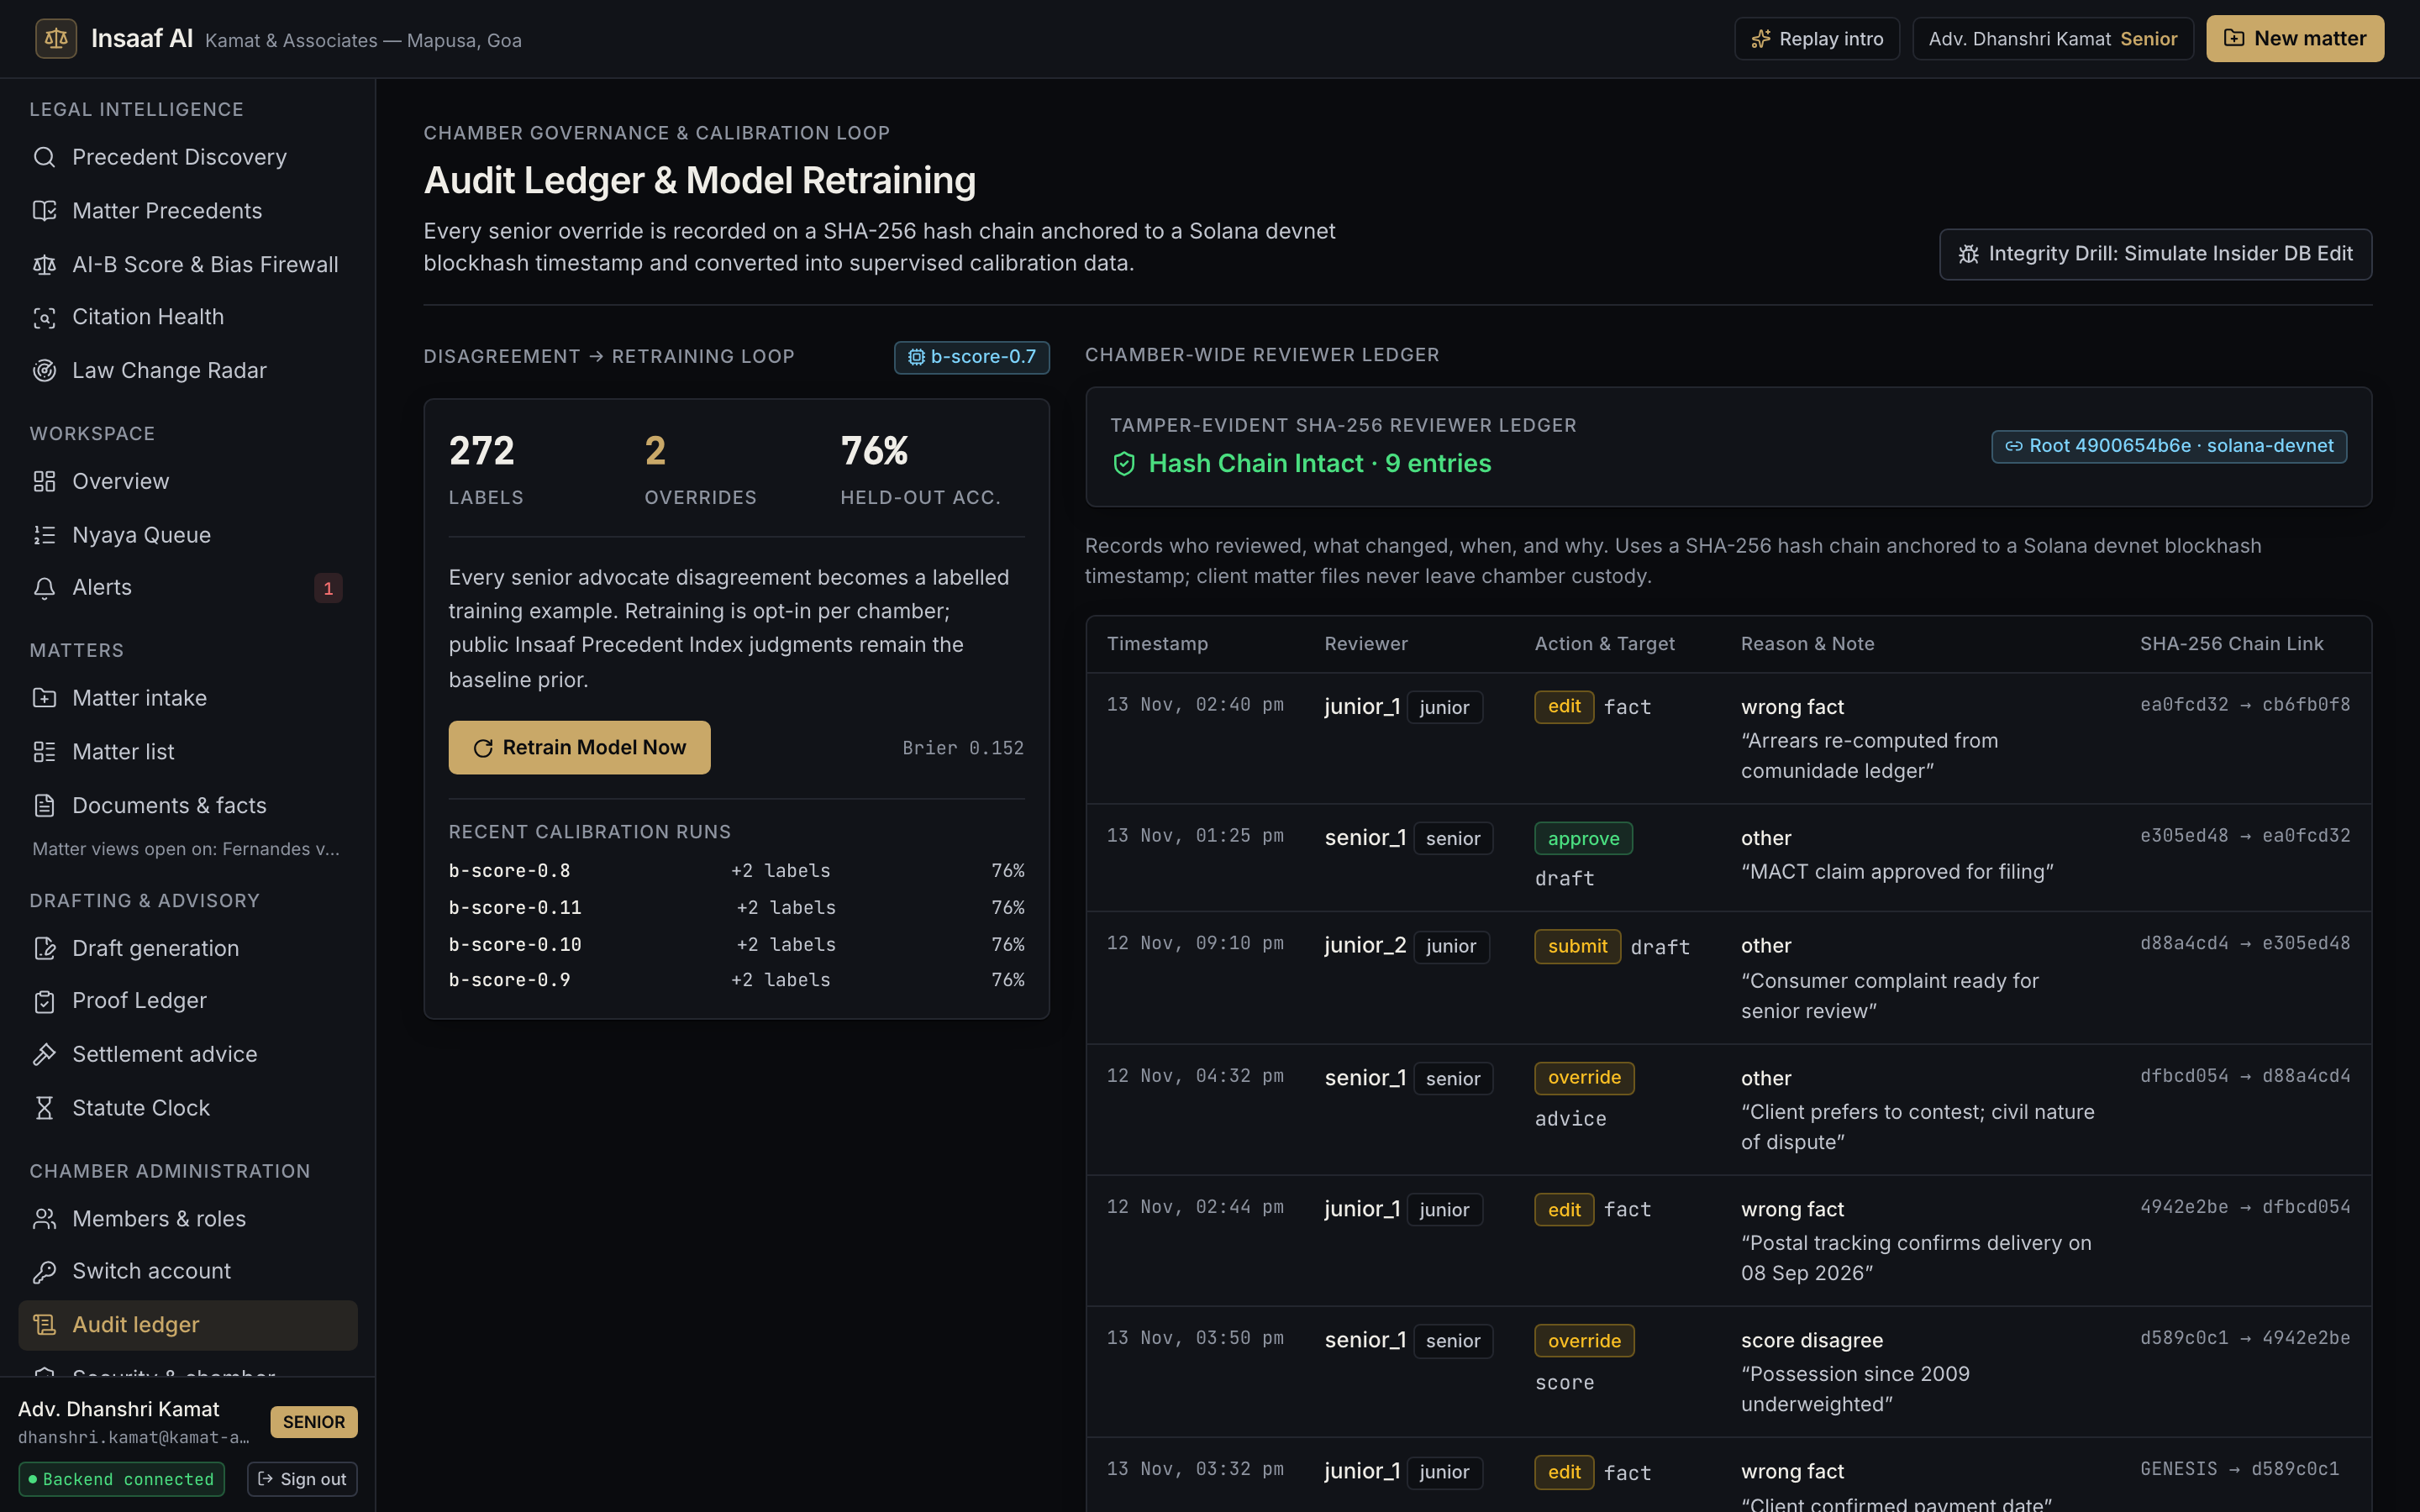 Insaaf AI Kamat & Associates — Mapusa, Goa
Replay intro
Adv. Dhanshri Kamat Senior
New matter
LEGAL INTELLIGENCE
Precedent Discovery
Matter Precedents
AI-B Score & Bias Firewall
Citation Health
Law Change Radar
WORKSPACE
Overview
Nyaya Queue
Alerts 1
MATTERS
Matter intake
Matter list
Documents & facts
Matter views open on: Fernandes v…
DRAFTING & ADVISORY
Draft generation
Proof Ledger
Settlement advice
Statute Clock
CHAMBER ADMINISTRATION
Members & roles
Switch account
Audit ledger
Security & chamber
Adv. Dhanshri Kamat
dhanshri.kamat@kamat-a…
SENIOR
Backend connected
Sign out
CHAMBER GOVERNANCE & CALIBRATION LOOP
Audit Ledger & Model Retraining
Every senior override is recorded on a SHA-256 hash chain anchored to a Solana devnet
blockhash timestamp and converted into supervised calibration data.
Integrity Drill: Simulate Insider DB Edit
DISAGREEMENT → RETRAINING LOOP
b-score-0.7
272 2 76%
LABELS OVERRIDES HELD-OUT ACC.
Every senior advocate disagreement becomes a labelled
training example. Retraining is opt-in per chamber;
public Insaaf Precedent Index judgments remain the
baseline prior.
Retrain Model Now
Brier 0.152
RECENT CALIBRATION RUNS
b-score-0.8 +2 labels 76%
b-score-0.11 +2 labels 76%
b-score-0.10 +2 labels 76%
b-score-0.9 +2 labels 76%
CHAMBER-WIDE REVIEWER LEDGER
TAMPER-EVIDENT SHA-256 REVIEWER LEDGER
Hash Chain Intact · 9 entries
Root 4900654b6e · solana-devnet
Records who reviewed, what changed, when, and why. Uses a SHA-256 hash chain anchored to a Solana devnet blockhash
timestamp; client matter files never leave chamber custody.
Timestamp Reviewer Action & Target Reason & Note SHA-256 Chain Link
13 Nov, 02:40 pm junior_1 junior edit fact wrong fact ea0fcd32 → cb6fb0f8
“Arrears re-computed from
comunidade ledger”
13 Nov, 01:25 pm senior_1 senior approve other e305ed48 → ea0fcd32
draft “MACT claim approved for filing”
12 Nov, 09:10 pm junior_2 junior submit draft other d88a4cd4 → e305ed48
“Consumer complaint ready for
senior review”
12 Nov, 04:32 pm senior_1 senior override other dfbcd054 → d88a4cd4
advice “Client prefers to contest; civil nature
of dispute”
12 Nov, 02:44 pm junior_1 junior edit fact wrong fact 4942e2be → dfbcd054
“Postal tracking confirms delivery on
08 Sep 2026”
13 Nov, 03:50 pm senior_1 senior override score disagree d589c0c1 → 4942e2be
score “Possession since 2009
underweighted”
13 Nov, 03:32 pm junior_1 junior edit fact wrong fact GENESIS → d589c0c1
“Client confirmed payment date”